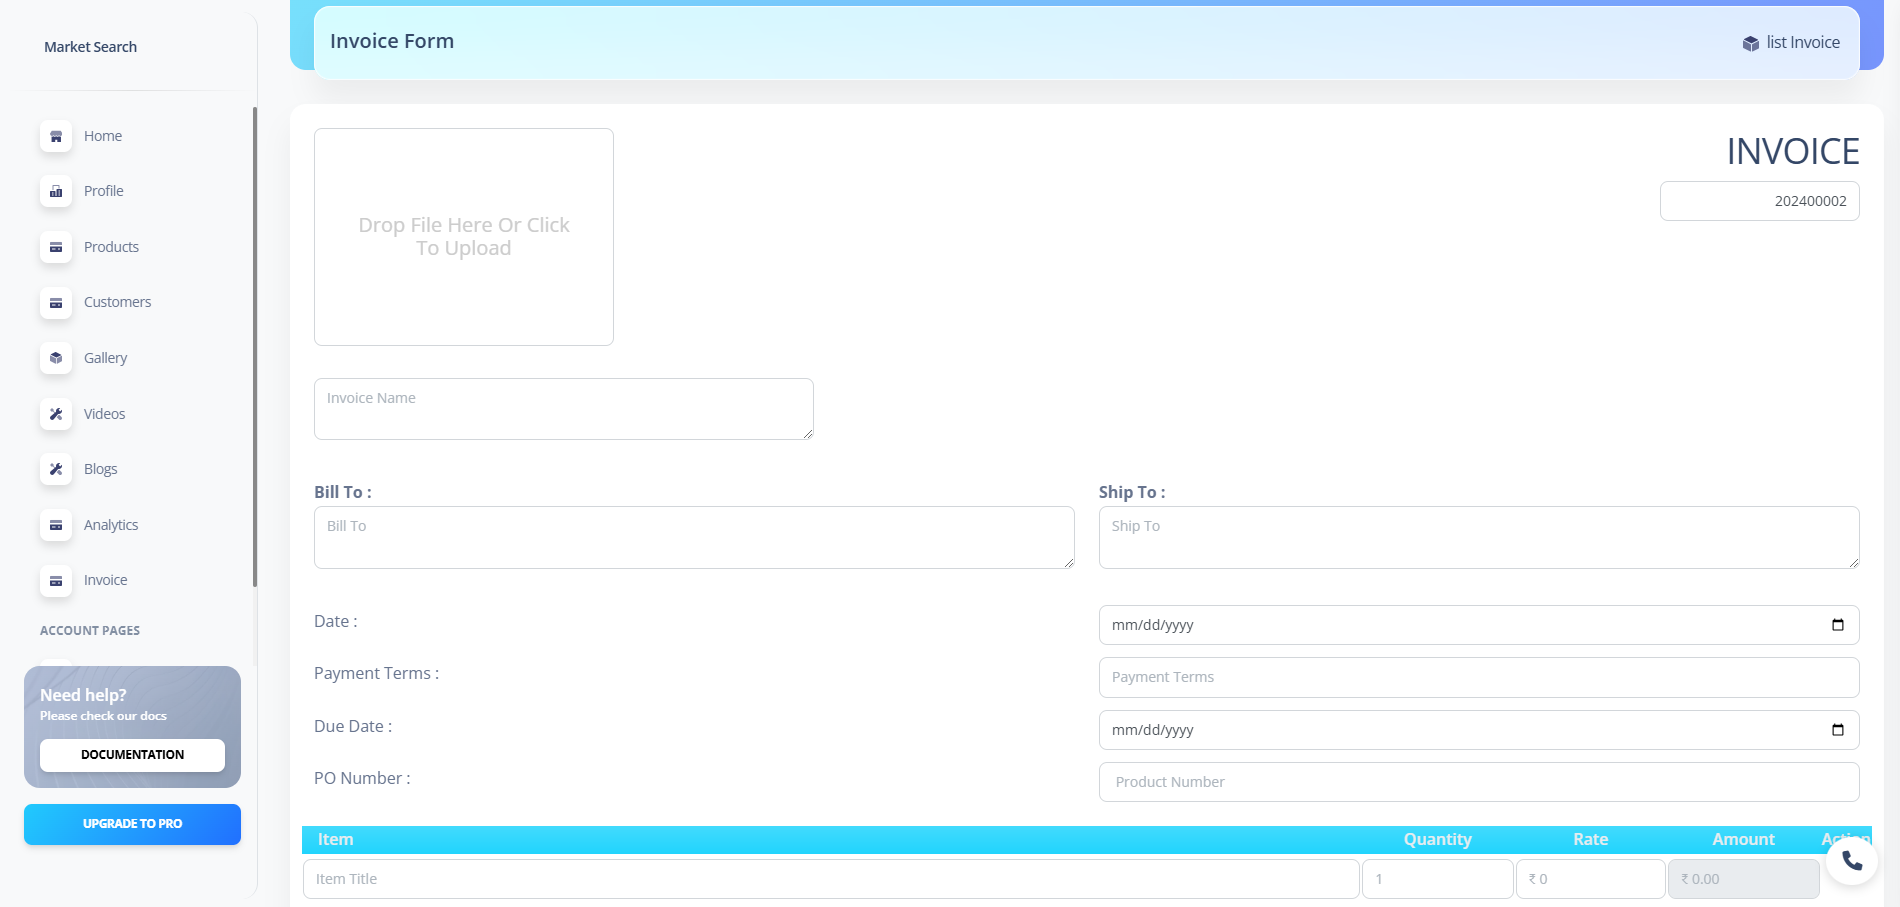 Market Search
Home
Profile
Products
Customers
Gallery
Videos
Blogs
Analytics
Invoice
ACCOUNT PAGES
Need help?
Please check our docs
DOCUMENTATION
UPGRADE TO PRO
Invoice Form
list Invoice
Drop File Here Or Click
To Upload
INVOICE
202400002
Invoice Name
Bill To :
Ship To :
Bill To
Ship To
Date :
mm/dd/yyyy
Payment Terms :
Payment Terms
Due Date :
mm/dd/yyyy
PO Number :
Product Number
Item Quantity Rate Amount Action
Item Title 1 ₹ 0 ₹ 0.00